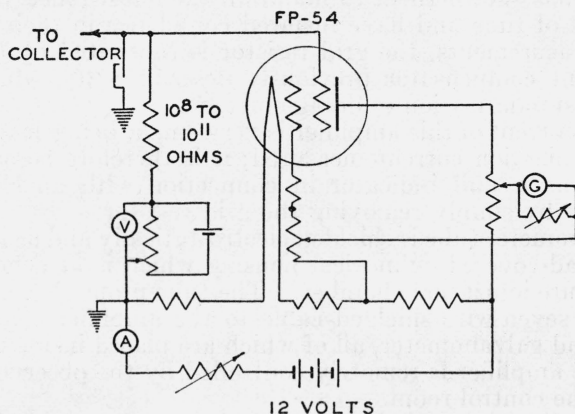 FP-54
TO
COLLECTOR
10⁸ TO
10¹¹
OHMS
V
G
A
12 VOLTS